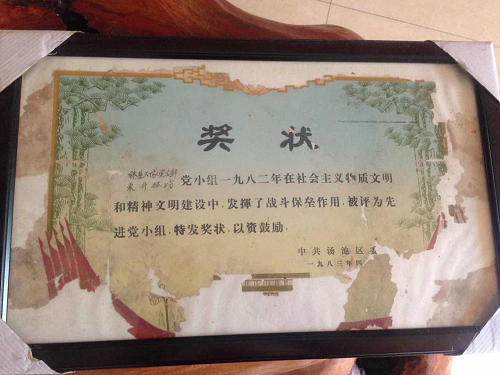 奖状
党小组一九八二年在社会主义物质文明
和精神文明建设中,发挥了战斗保垒作用,被评为先
进党小组,特发奖状,以资鼓励。
中共汤池区
一九八三年四